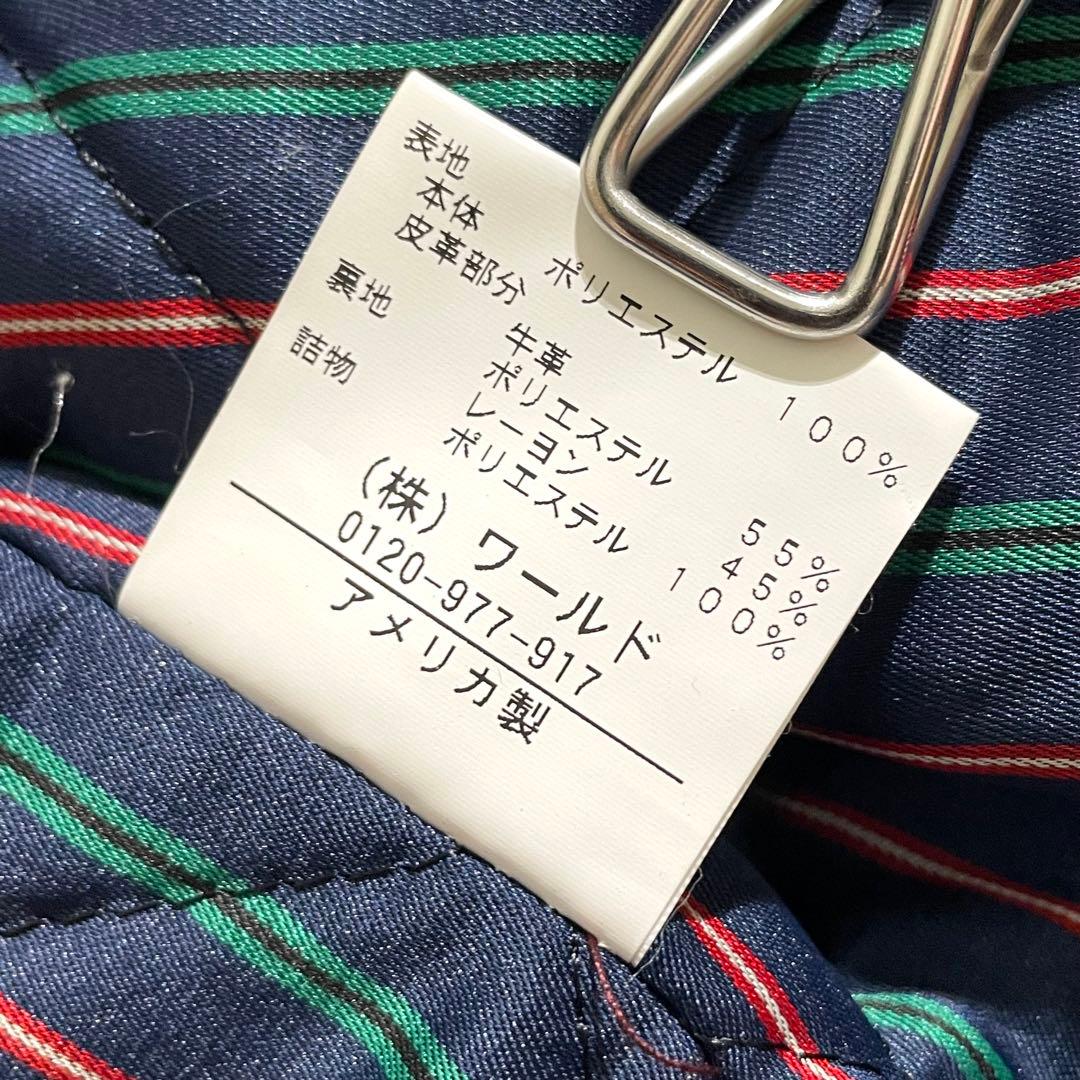 表地
本体 ポリエステル 100%
皮革部分 牛革
裏地 ポリエステル 55%
レーヨン 45%
詰物 ポリエステル 100%
(株) ワールド
0120-977-917
アメリカ製